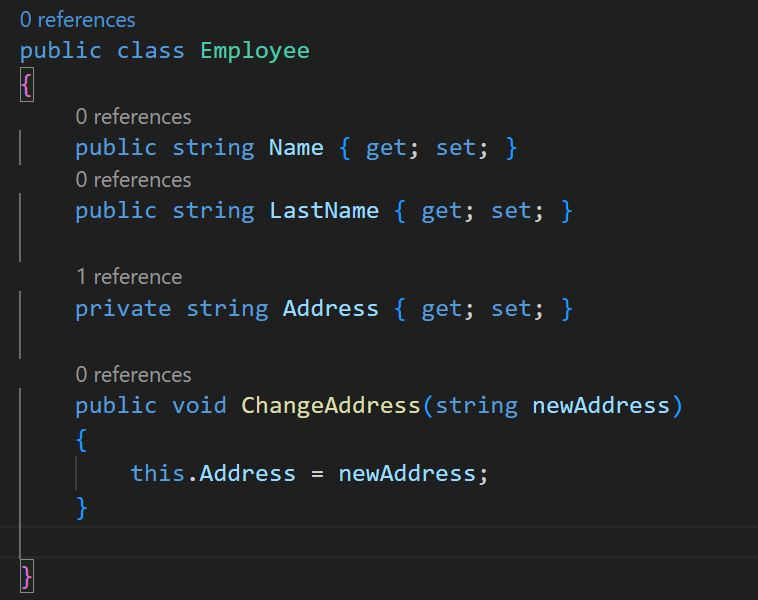 0 references
public class Employee
{
0 references
public string Name { get; set; }
0 references
public string LastName { get; set; }
1 reference
private string Address { get; set; }
0 references
public void ChangeAddress(string newAddress)
{
this.Address = newAddress;
}
}